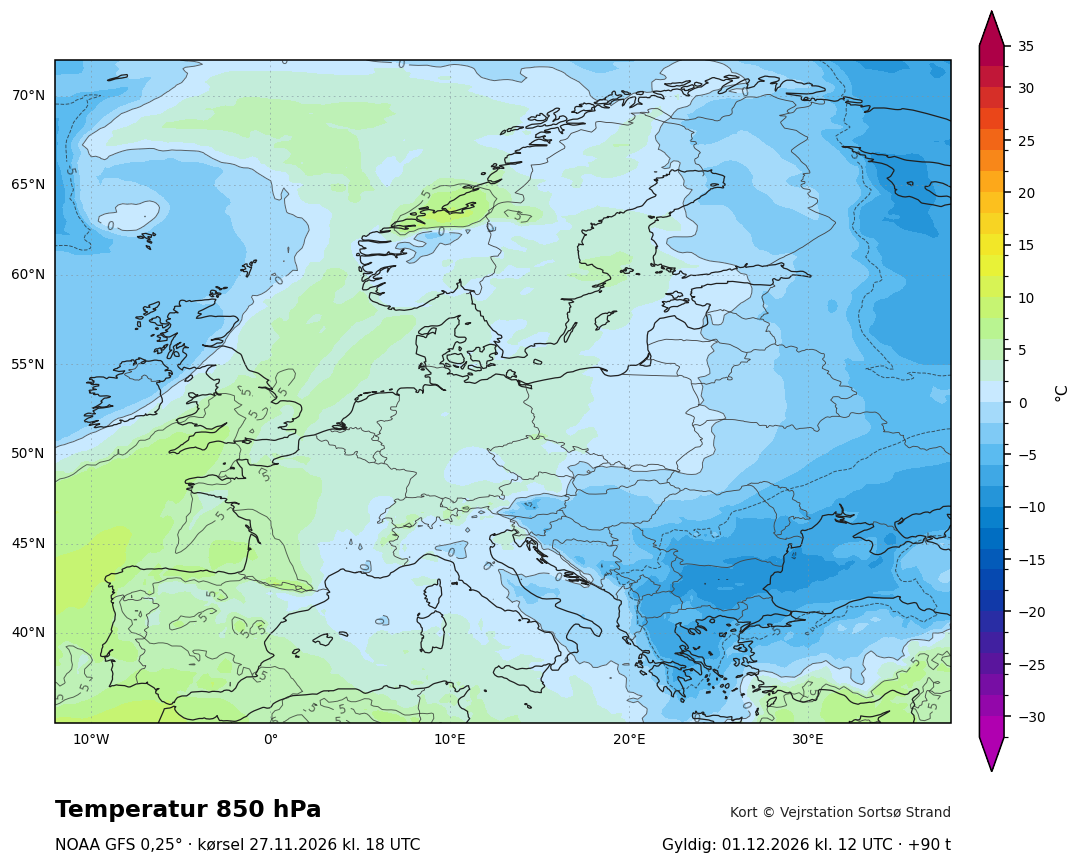 70°N
65°N
60°N
55°N
50°N
45°N
40°N
10°W
0°
10°E
20°E
30°E
35
30
25
20
15
10
5
0
−5
−10
−15
−20
−25
−30
°C
Temperatur 850 hPa
Kort © Vejrstation Sortsø Strand
NOAA GFS 0,25° · kørsel 27.11.2026 kl. 18 UTC
Gyldig: 01.12.2026 kl. 12 UTC · +90 t